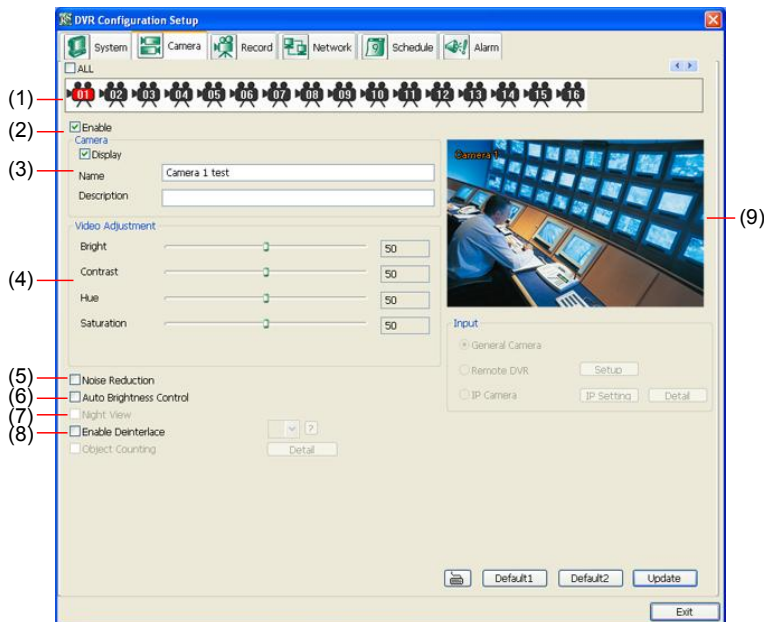 DVR Configuration Setup
System Camera Record Network Schedule Alarm
ALL
(1) 01 02 03 04 05 06 07 08 09 10 11 12 13 14 15 16
(2) Enable
Camera
Display
(3) Name Camera 1 test
Description
Camera 1
(9)
Video Adjustment
Bright 50
(4) Contrast 50
Hue 50
Saturation 50
Input
General Camera
Remote DVR Setup
IP Camera IP Setting Detail
(5) Noise Reduction
(6) Auto Brightness Control
(7) Night View
(8) Enable Deinterlace ?
Object Counting Detail
Default1 Default2 Update
Exit